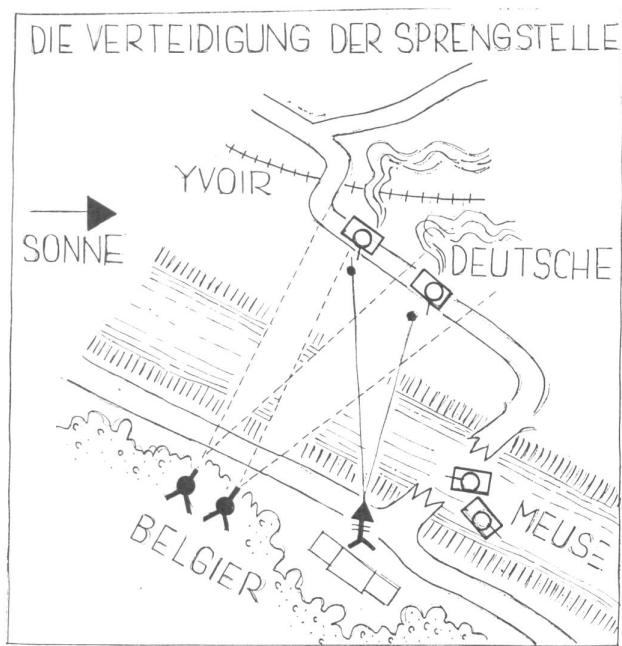 DIE VERTEIDIGUNG DER SPRENGSTELLE
YVOIR
SONNE
DEUTSCHE
MEUSE
BELGIER